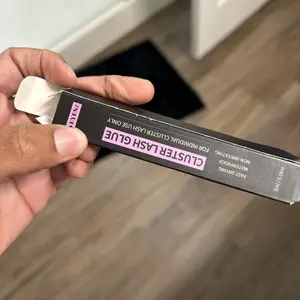 CLUSTER LASH GLUE
FOR INDIVIDUAL CLUSTER LASH USE ONLY
FAST DRYING
WATERPROOF
NON-IRRITATING